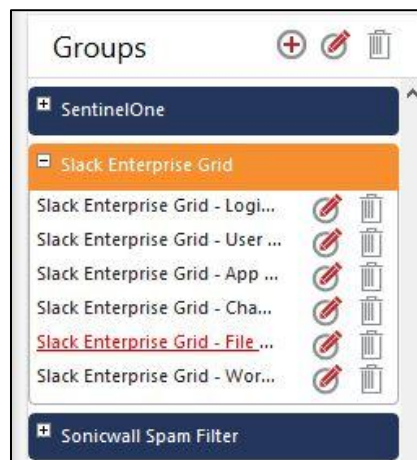 Groups
SentinelOne
Slack Enterprise Grid
Slack Enterprise Grid - Logi...
Slack Enterprise Grid - User ...
Slack Enterprise Grid - App ...
Slack Enterprise Grid - Cha...
Slack Enterprise Grid - File ...
Slack Enterprise Grid - Wor...
Sonicwall Spam Filter